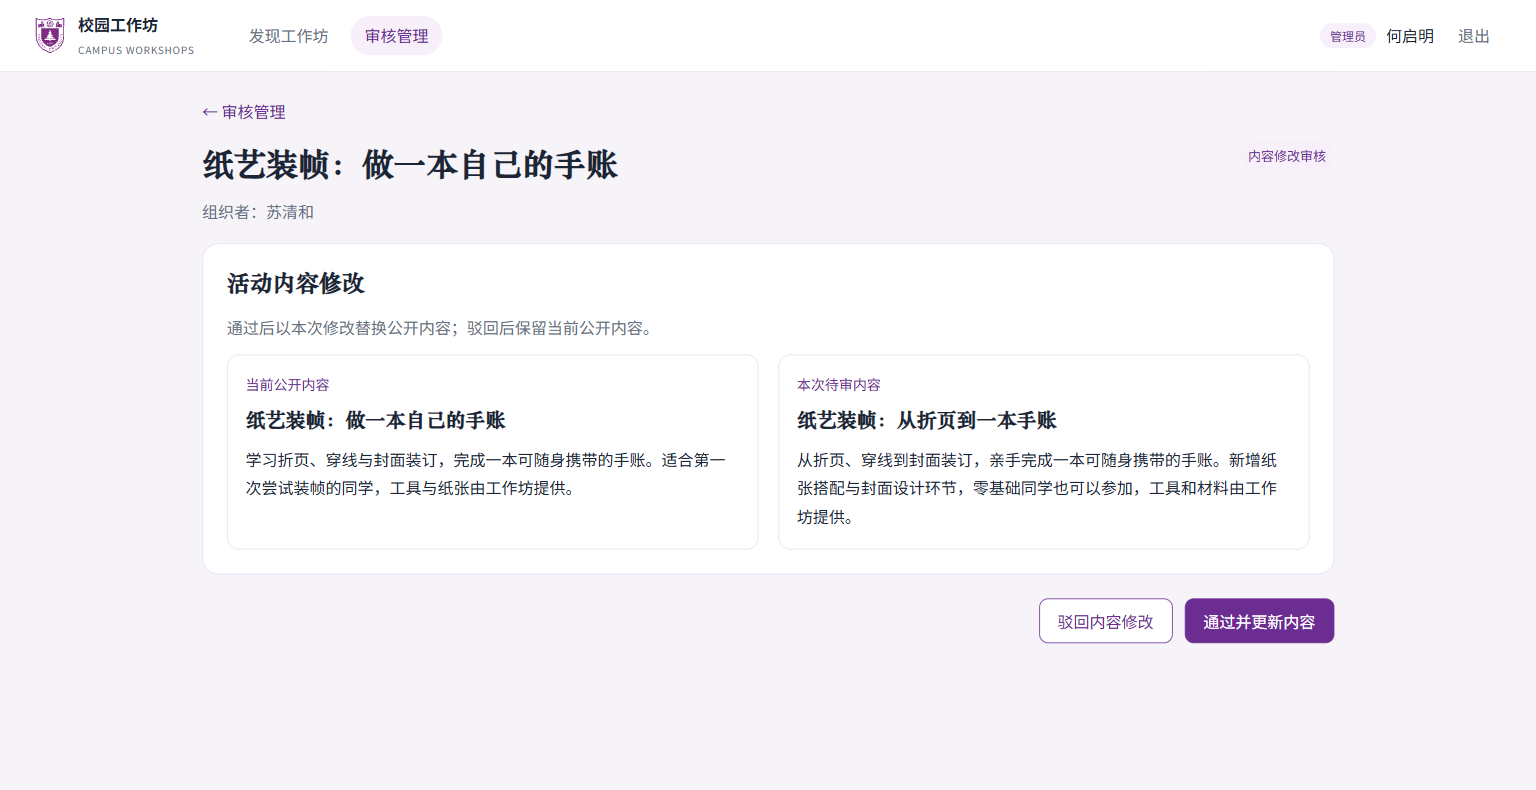 校园工作坊
CAMPUS WORKSHOPS
发现工作坊
审核管理
管理员
何启明
退出
← 审核管理
纸艺装帧：做一本自己的手账
内容修改审核
组织者：苏清和
活动内容修改
通过后以本次修改替换公开内容；驳回后保留当前公开内容。
当前公开内容
纸艺装帧：做一本自己的手账
学习折页、穿线与封面装订，完成一本可随身携带的手账。适合第一
次尝试装帧的同学，工具与纸张由工作坊提供。
本次待审内容
纸艺装帧：从折页到一本手账
从折页、穿线到封面装订，亲手完成一本可随身携带的手账。新增纸
张搭配与封面设计环节，零基础同学也可以参加，工具和材料由工作
坊提供。
驳回内容修改
通过并更新内容